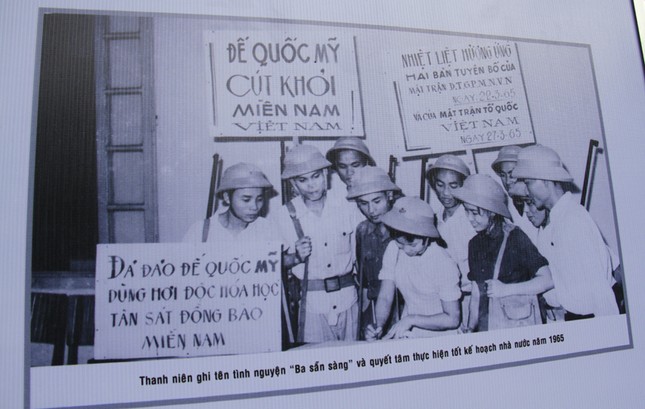 ĐẾ QUỐC MỸ
CÚT KHỎI
MIỀN NAM
VIỆT NAM
NHIỆT LIỆT HƯỞNG ỨNG
HAI BẢN TUYÊN BỐ CỦA
MẶT TRẬN D.T.G.P.M.N.V.N
NGÀY 22-3-65
VÀ CỦA MẶT TRẬN TỔ QUỐC
VIỆT NAM
NGÀY 27-3-65
ĐẢ ĐẢO ĐẾ QUỐC MỸ
DÙNG HƠI ĐỘC HÓA HỌC
TÀN SÁT ĐỒNG BÀO
MIỀN NAM
Thanh niên ghi tên tình nguyện "Ba sẵn sàng" và quyết tâm thực hiện tốt kế hoạch nhà nước năm 1965